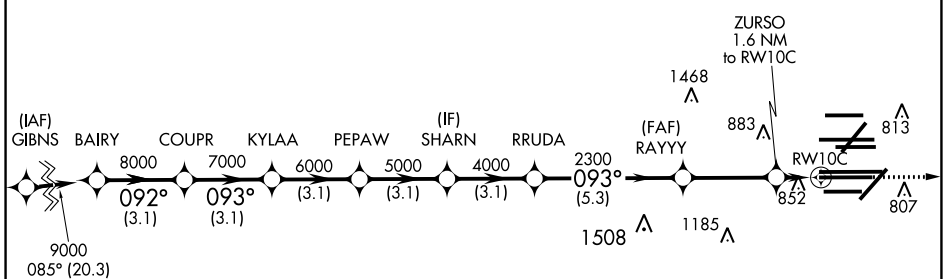 ZURSO
1.6 NM
to RW10C
1468
(IAF)
GIBNS
BAIRY
COUPR
KYLAA
PEPAW
(IF)
SHARN
RRUDA
(FAF)
RAYYY
883
813
RW10C
8000
092°
(3.1)
7000
093°
(3.1)
6000
(3.1)
5000
(3.1)
4000
(3.1)
2300
093°
(5.3)
852
807
1508
1185
9000
085° (20.3)